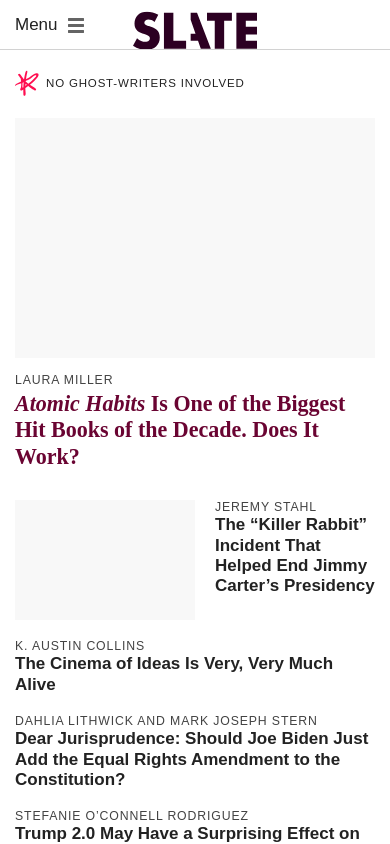 Menu
SLATE
NO GHOST-WRITERS INVOLVED
LAURA MILLER
Atomic Habits Is One of the Biggest
Hit Books of the Decade. Does It
Work?
JEREMY STAHL
The “Killer Rabbit”
Incident That
Helped End Jimmy
Carter’s Presidency
K. AUSTIN COLLINS
The Cinema of Ideas Is Very, Very Much
Alive
DAHLIA LITHWICK AND MARK JOSEPH STERN
Dear Jurisprudence: Should Joe Biden Just
Add the Equal Rights Amendment to the
Constitution?
STEFANIE O’CONNELL RODRIGUEZ
Trump 2.0 May Have a Surprising Effect on